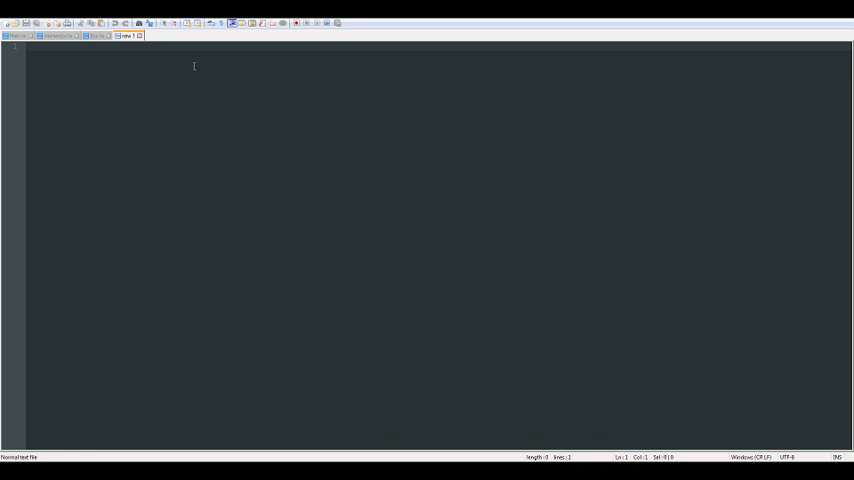 new 1
1
Normal text file
length : 0 lines : 1
Ln : 1 Col : 1 Sel : 0 | 0
Windows (CR LF)
UTF-8
INS